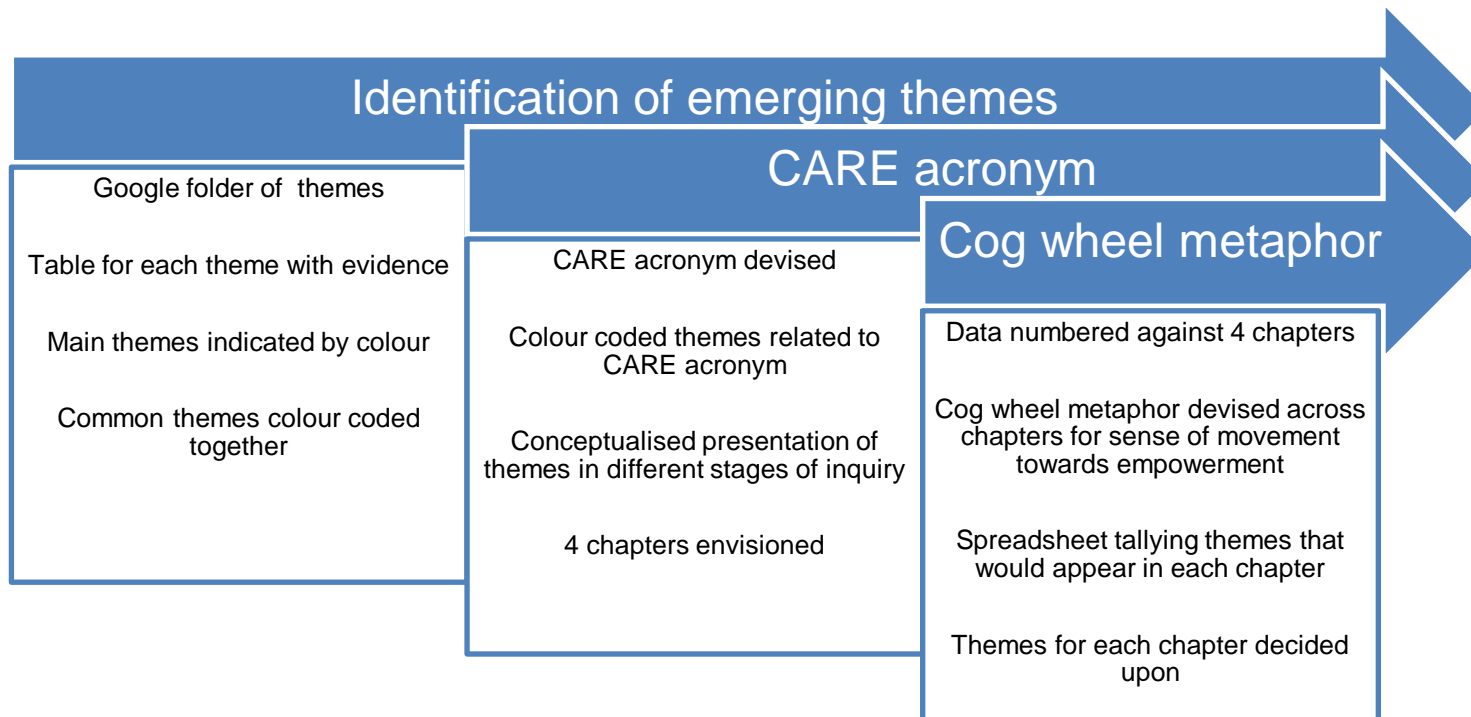 Identification of emerging themes
Google folder of  themes
Table for each theme with evidence
Main themes indicated by colour
Common themes colour coded
together
CARE acronym
CARE acronym devised
Colour coded themes related to
CARE acronym
Conceptualised presentation of
themes in different stages of inquiry
4 chapters envisioned
Cog wheel metaphor
Data numbered against 4 chapters
Cog wheel metaphor devised across
chapters for sense of movement
towards empowerment
Spreadsheet tallying themes that
would appear in each chapter
Themes for each chapter decided
upon